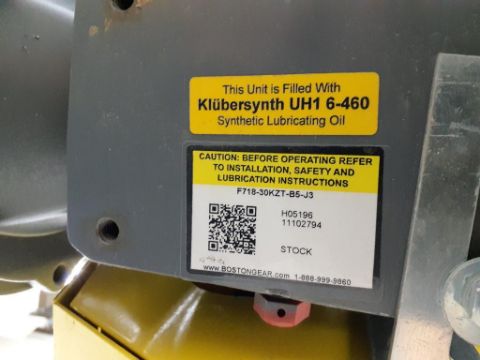 This Unit is Filled With
Klübersynth UH1 6-460
Synthetic Lubricating Oil
CAUTION: BEFORE OPERATING REFER
TO INSTALLATION, SAFETY AND
LUBRICATION INSTRUCTIONS
F718-30KZT-B5-J3
H05196
11102794
STOCK
www.BOSTONGEAR.com 1-888-999-9860